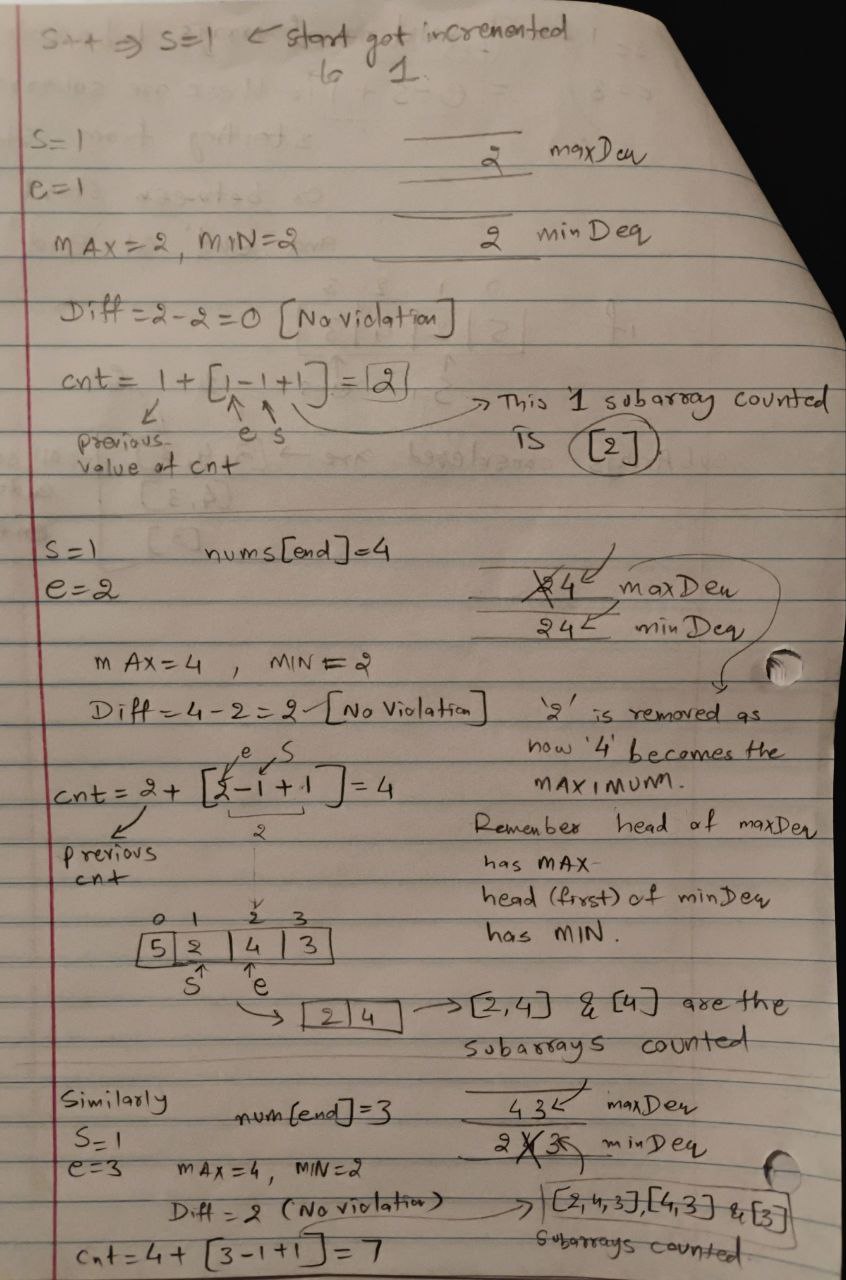 S++ ⇒ S=1 ← start got incremented
to 1.
S=1
e=1
2 maxDeq
MAX=2, MIN=2
2 minDeq
Diff = 2-2=0 [No violation]
cnt = 1 + [1-1+1] = 2
previous
value of cnt
e s
→ This 1 subarray counted
is [2]
S=1 nums[end]=4
e=2
2 4 maxDeq
2 4 minDeq
MAX=4, MIN=2
Diff = 4-2=2 [No Violation]
'2' is removed as
now '4' becomes the
MAXIMUM.
e S
cnt = 2 + [2-1+1] = 4
2
previous
cnt
Remember head of maxDeq
has MAX
head (first) of minDeq
has MIN.
0 1 2 3
5 2 4 3
S e
2 4 → [2,4] & [4] are the
subarrays counted
Similarly num[end]=3
4 3 maxDeq
S=1
2 4 3 minDeq
e=3 MAX=4, MIN=2
Diff = 2 (No violation)
[2,4,3],[4,3] & [3]
subarrays counted.
Cnt = 4 + [3-1+1] = 7